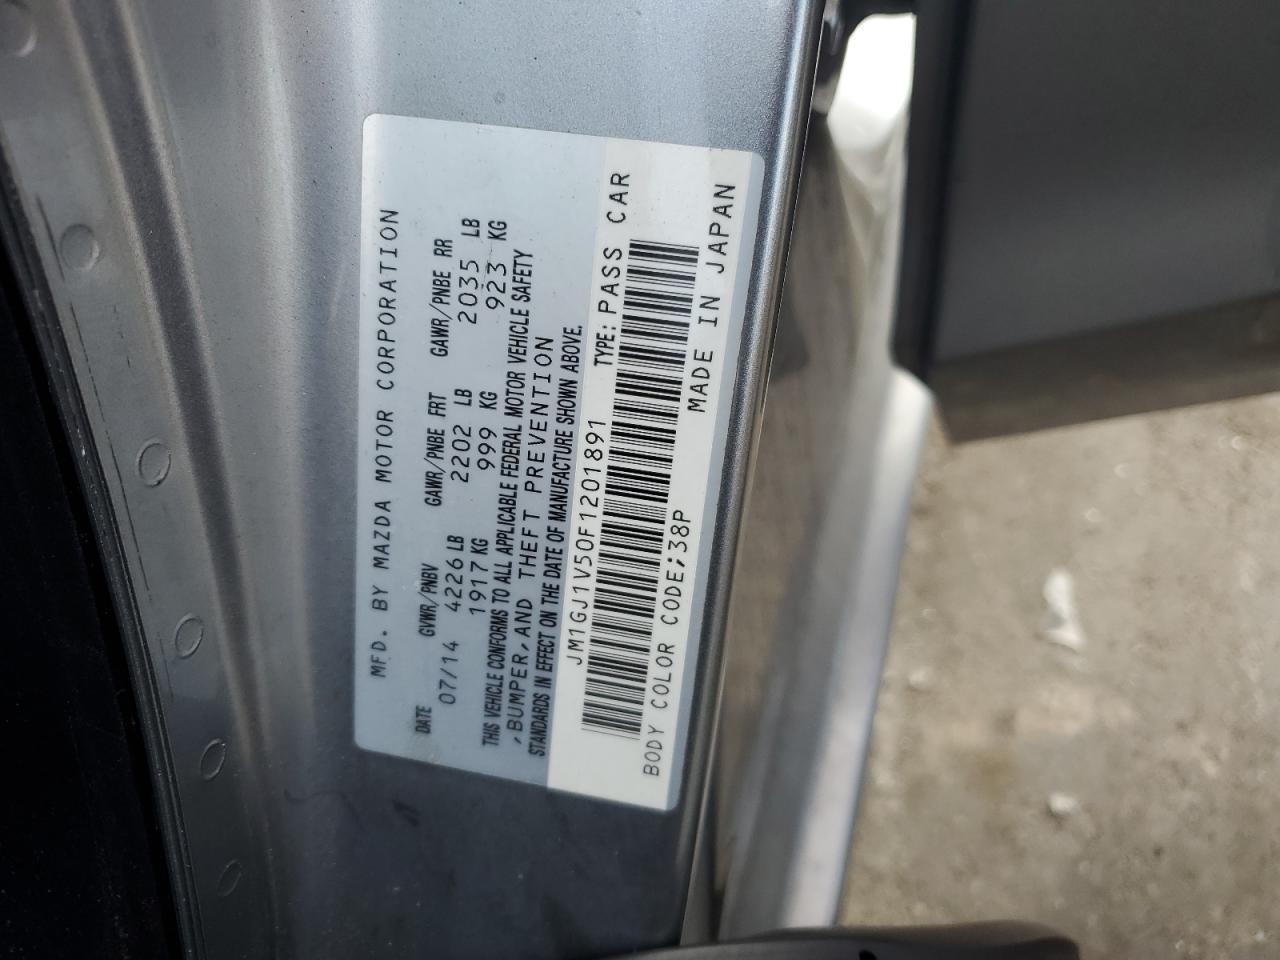 MFD. BY MAZDA MOTOR CORPORATION
DATE GVWR/PNBV GAWR/PNBE FRT GAWR/PNBE RR
07/14 4226 LB 2202 LB 2035 LB
1917 KG 999 KG 923 KG
THIS VEHICLE CONFORMS TO ALL APPLICABLE FEDERAL MOTOR VEHICLE SAFETY
,BUMPER,AND THEFT PREVENTION
STANDARDS IN EFFECT ON THE DATE OF MANUFACTURE SHOWN ABOVE.
JM1GJ1V50F1201891 TYPE: PASS CAR
BODY COLOR CODE;38P MADE IN JAPAN